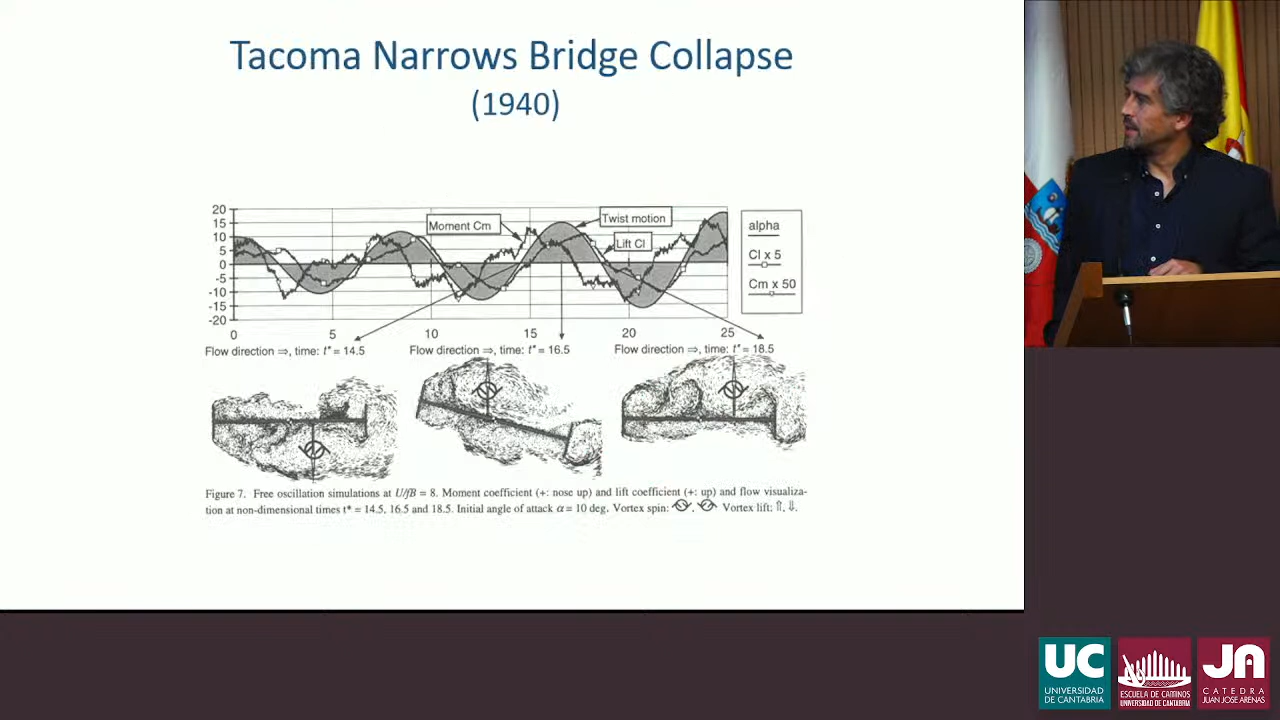 Tacoma Narrows Bridge Collapse
(1940)
20
15
10
5
0
-5
-10
-15
-20
Moment Cm
Twist motion
Lift Cl
alpha
Cl x 5
Cm x 50
0 5 10 15 20 25
Flow direction ⇒, time: t* = 14.5
Flow direction ⇒, time: t* = 16.5
Flow direction ⇒, time: t* = 18.5
Figure 7. Free oscillation simulations at U/fB = 8. Moment coefficient (+: nose up) and lift coefficient (+: up) and flow visualiza-
tion at non-dimensional times t* = 14.5, 16.5 and 18.5. Initial angle of attack α = 10 deg. Vortex spin: , Vortex lift: ⇑, ⇓.
UC
UNIVERSIDAD
DE CANTABRIA
ESCUELA DE CAMINOS
UNIVERSIDAD DE CANTABRIA
JA
CATEDRA
JUAN JOSE ARENAS